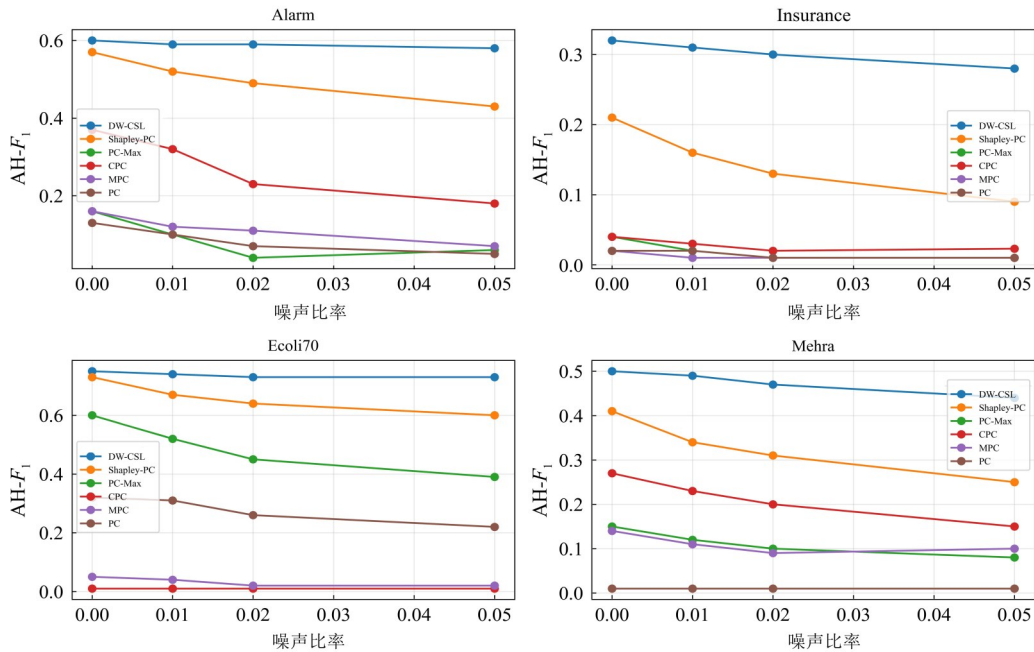 Alarm
AH-F₁
0.6
0.4
0.2
DW-CSL
Shapley-PC
PC-Max
CPC
MPC
PC
0.00 0.01 0.02 0.03 0.04 0.05
噪声比率
Insurance
AH-F₁
0.3
0.2
0.1
0.0
DW-CSL
Shapley-PC
PC-Max
CPC
MPC
PC
0.00 0.01 0.02 0.03 0.04 0.05
噪声比率
Ecoli70
AH-F₁
0.6
0.4
0.2
0.0
DW-CSL
Shapley-PC
PC-Max
CPC
MPC
PC
0.00 0.01 0.02 0.03 0.04 0.05
噪声比率
Mehra
AH-F₁
0.5
0.4
0.3
0.2
0.1
0.0
DW-CSL
Shapley-PC
PC-Max
CPC
MPC
PC
0.00 0.01 0.02 0.03 0.04 0.05
噪声比率